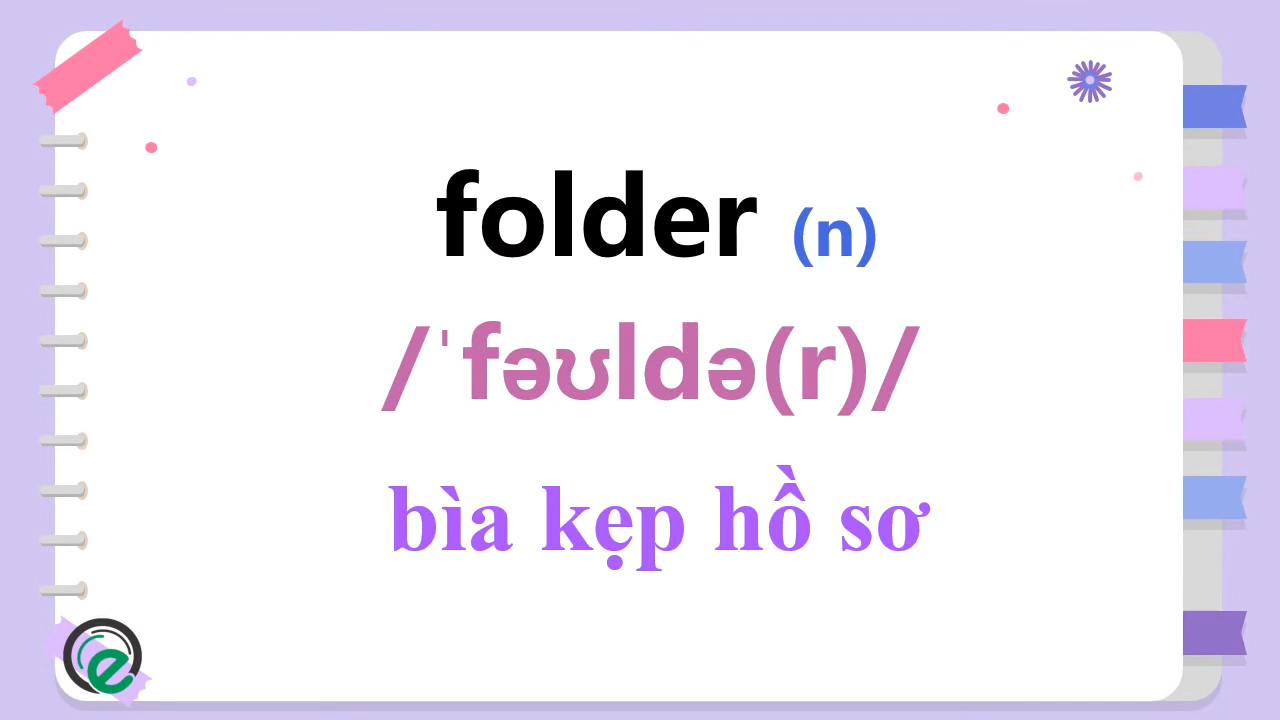 folder (n)
/ˈfəʊldə(r)/
bìa kẹp hồ sơ
e